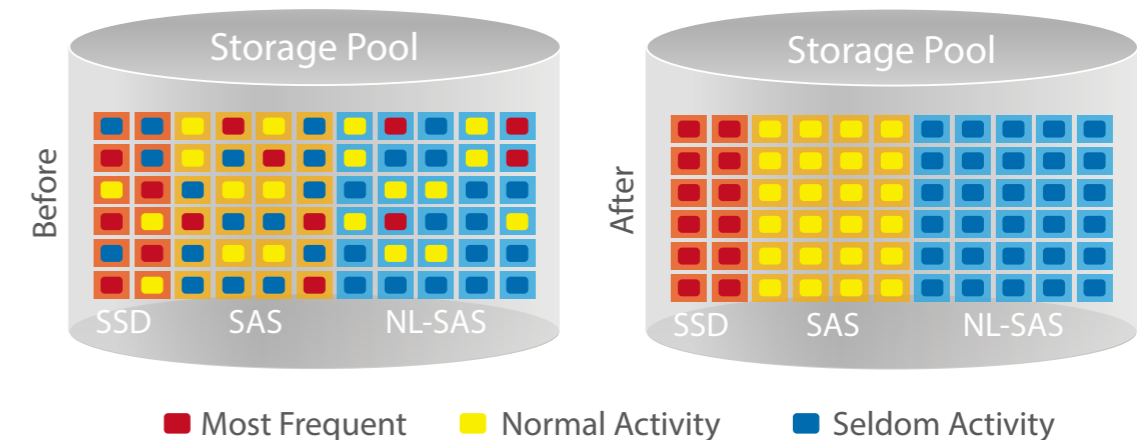 Storage Pool
Before
SSD SAS NL-SAS
Storage Pool
After
SSD SAS NL-SAS
Most Frequent Normal Activity Seldom Activity